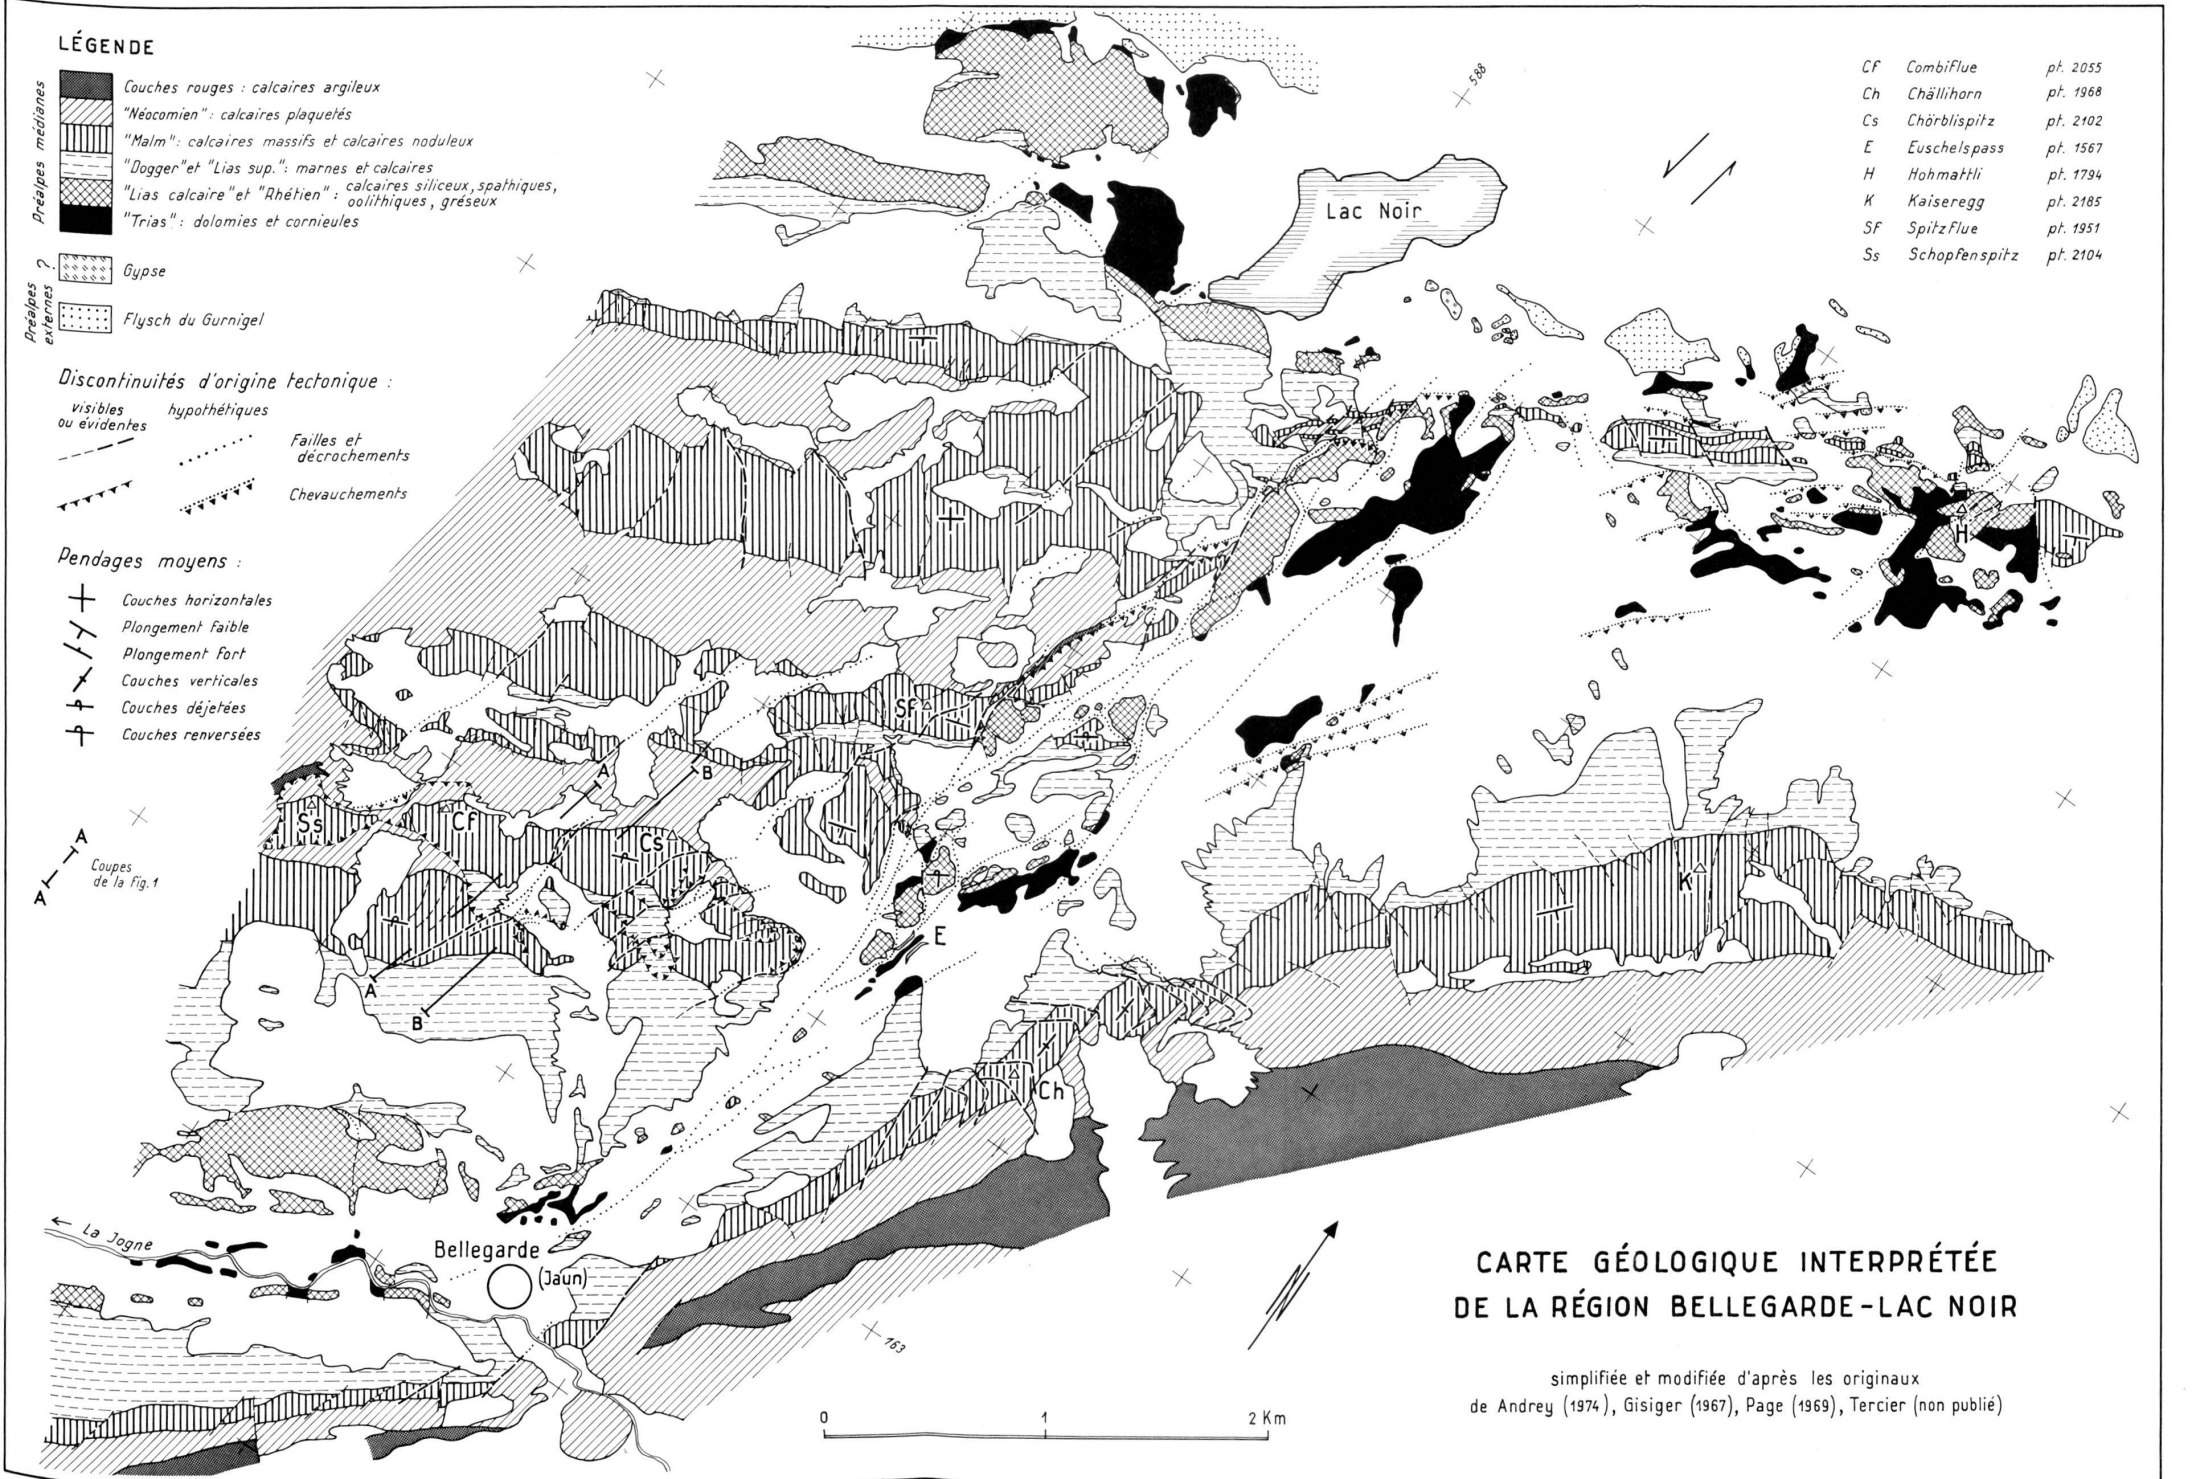 LÉGENDE
Préalpes médianes
Couches rouges : calcaires argileux
"Néocomien" : calcaires plaquetés
"Malm" : calcaires massifs et calcaires noduleux
"Dogger" et "Lias sup." : marnes et calcaires
"Lias calcaire" et "Rhétien" : calcaires siliceux, spathiques,
oolithiques, gréseux
"Trias" : dolomies et cornieules
Préalpes externes ?
Gypse
Flysch du Gurnigel
Discontinuités d'origine tectonique :
visibles
ou évidentes
hypothétiques
Failles et
décrochements
Chevauchements
Pendages moyens :
Couches horizontales
Plongement faible
Plongement fort
Couches verticales
Couches déjetées
Couches renversées
A
A
Coupes
de la fig. 1
588
Cf Combiflue pt. 2055
Ch Chällihorn pt. 1968
Cs Chörblispitz pt. 2102
E Euschelspass pt. 1567
H Hohmattli pt. 1794
K Kaiseregg pt. 2185
Sf Spitzflue pt. 1951
Ss Schopfenspitz pt. 2104
Lac Noir
H
Sf
A
B
Ss
Cf
Cs
K
E
A
B
Ch
← La Jogne
Bellegarde
(Jaun)
163
0 1 2 Km
N
CARTE GÉOLOGIQUE INTERPRÉTÉE
DE LA RÉGION BELLEGARDE-LAC NOIR
simplifiée et modifiée d'après les originaux
de Andrey (1974), Gisiger (1967), Page (1969), Tercier (non publié)